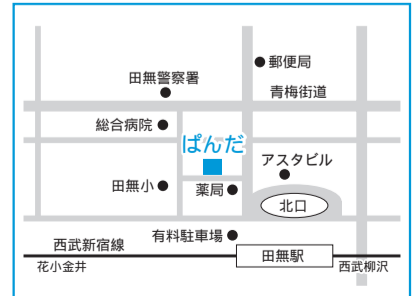 郵便局
田無警察署
青梅街道
総合病院
ぱんだ
アスタビル
田無小
薬局
北口
有料駐車場
西武新宿線
田無駅
花小金井
西武柳沢